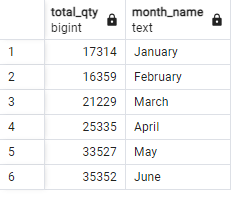 total_qty month_name
bigint text
1 17314 January
2 16359 February
3 21229 March
4 25335 April
5 33527 May
6 35352 June